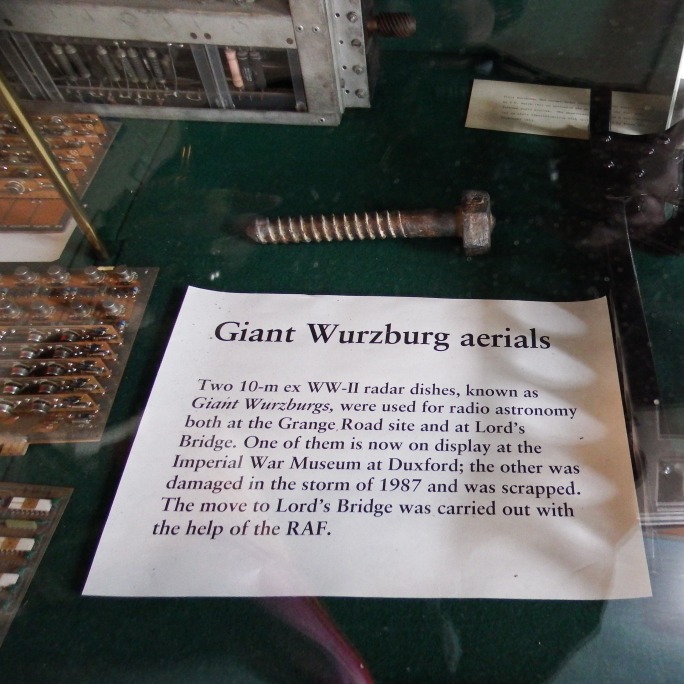 Giant Wurzburg aerials
Two 10-m ex WW-II radar dishes, known as
Giant Wurzburgs, were used for radio astronomy
both at the Grange Road site and at Lord's
Bridge. One of them is now on display at the
Imperial War Museum at Duxford; the other was
damaged in the storm of 1987 and was scrapped.
The move to Lord's Bridge was carried out with
the help of the RAF.